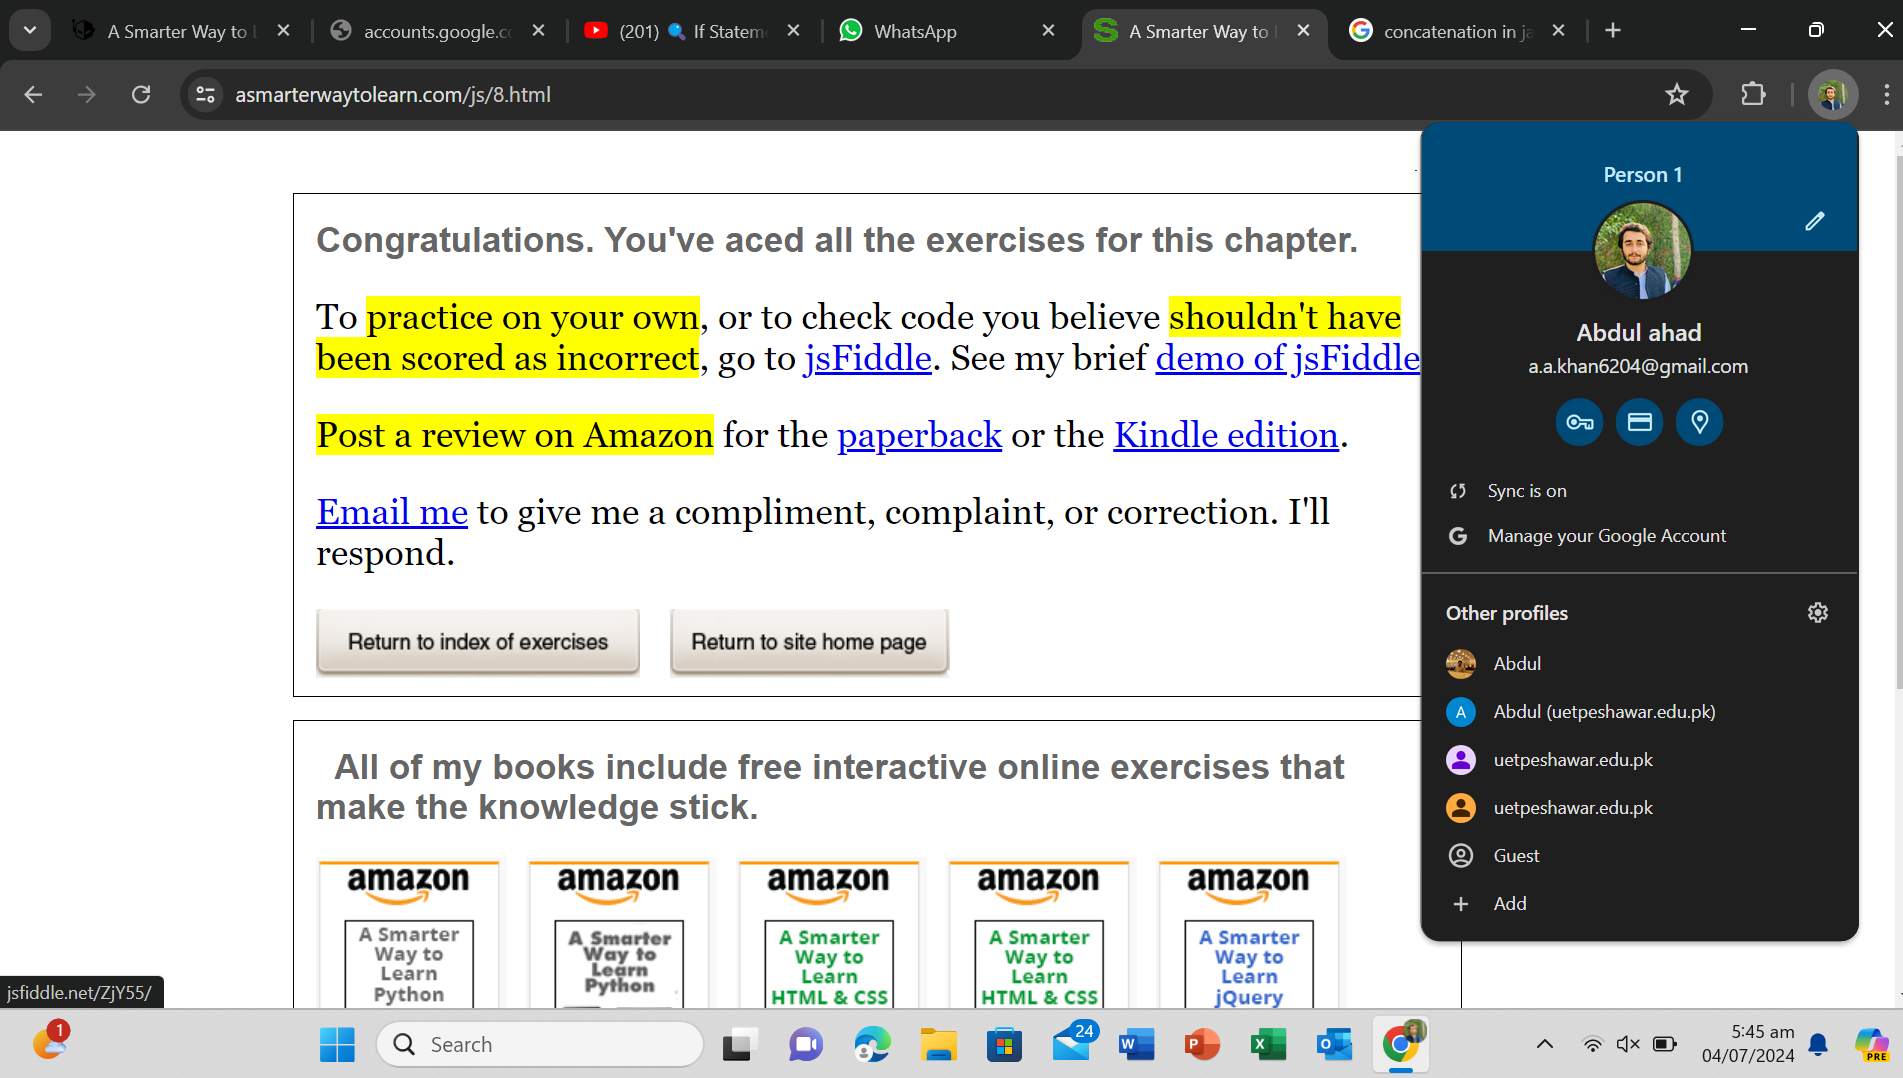 A Smarter Way to L
accounts.google.cc
(201) If Statem
WhatsApp
A Smarter Way to
concatenation in ja
asmarterwaytolearn.com/js/8.html
Congratulations. You've aced all the exercises for this chapter.
To practice on your own, or to check code you believe shouldn't have
been scored as incorrect, go to jsFiddle. See my brief demo of jsFiddle
Post a review on Amazon for the paperback or the Kindle edition.
Email me to give me a compliment, complaint, or correction. I'll
respond.
Return to index of exercises
Return to site home page
All of my books include free interactive online exercises that
make the knowledge stick.
amazon
A Smarter
Way to
Learn
Python
amazon
A Smarter
Way to
Learn
Python
amazon
A Smarter
Way to
Learn
HTML & CSS
amazon
A Smarter
Way to
Learn
HTML & CSS
amazon
A Smarter
Way to
Learn
jQuery
Person 1
Abdul ahad
a.a.khan6204@gmail.com
Sync is on
G Manage your Google Account
Other profiles
Abdul
A Abdul (uetpeshawar.edu.pk)
uetpeshawar.edu.pk
uetpeshawar.edu.pk
Guest
Add
jsfiddle.net/ZjY55/
1
Search
24
W
P
X
O
5:45 am
04/07/2024
PRE